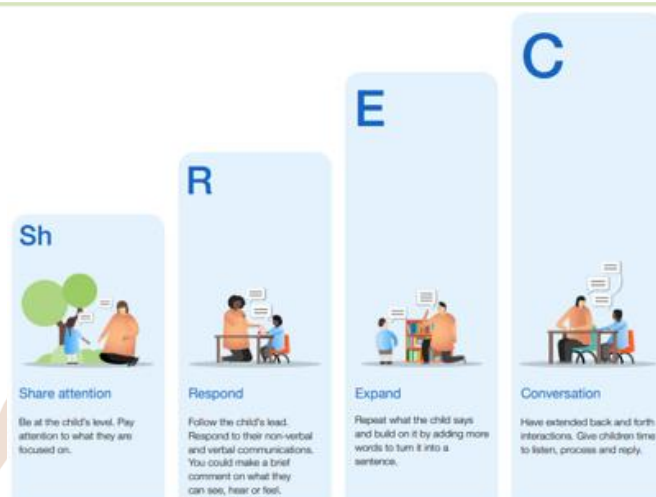 Sh
Share attention
Be at the child's level. Pay
attention to what they are
focused on.
R
Respond
Follow the child's lead.
Respond to their non-verbal
and verbal communications.
You could make a brief
comment on what they
can see, hear or feel.
E
Expand
Repeat what the child says
and build on it by adding more
words to turn it into a
sentence.
C
Conversation
Have extended back and forth
interactions. Give children time
to listen, process and reply.